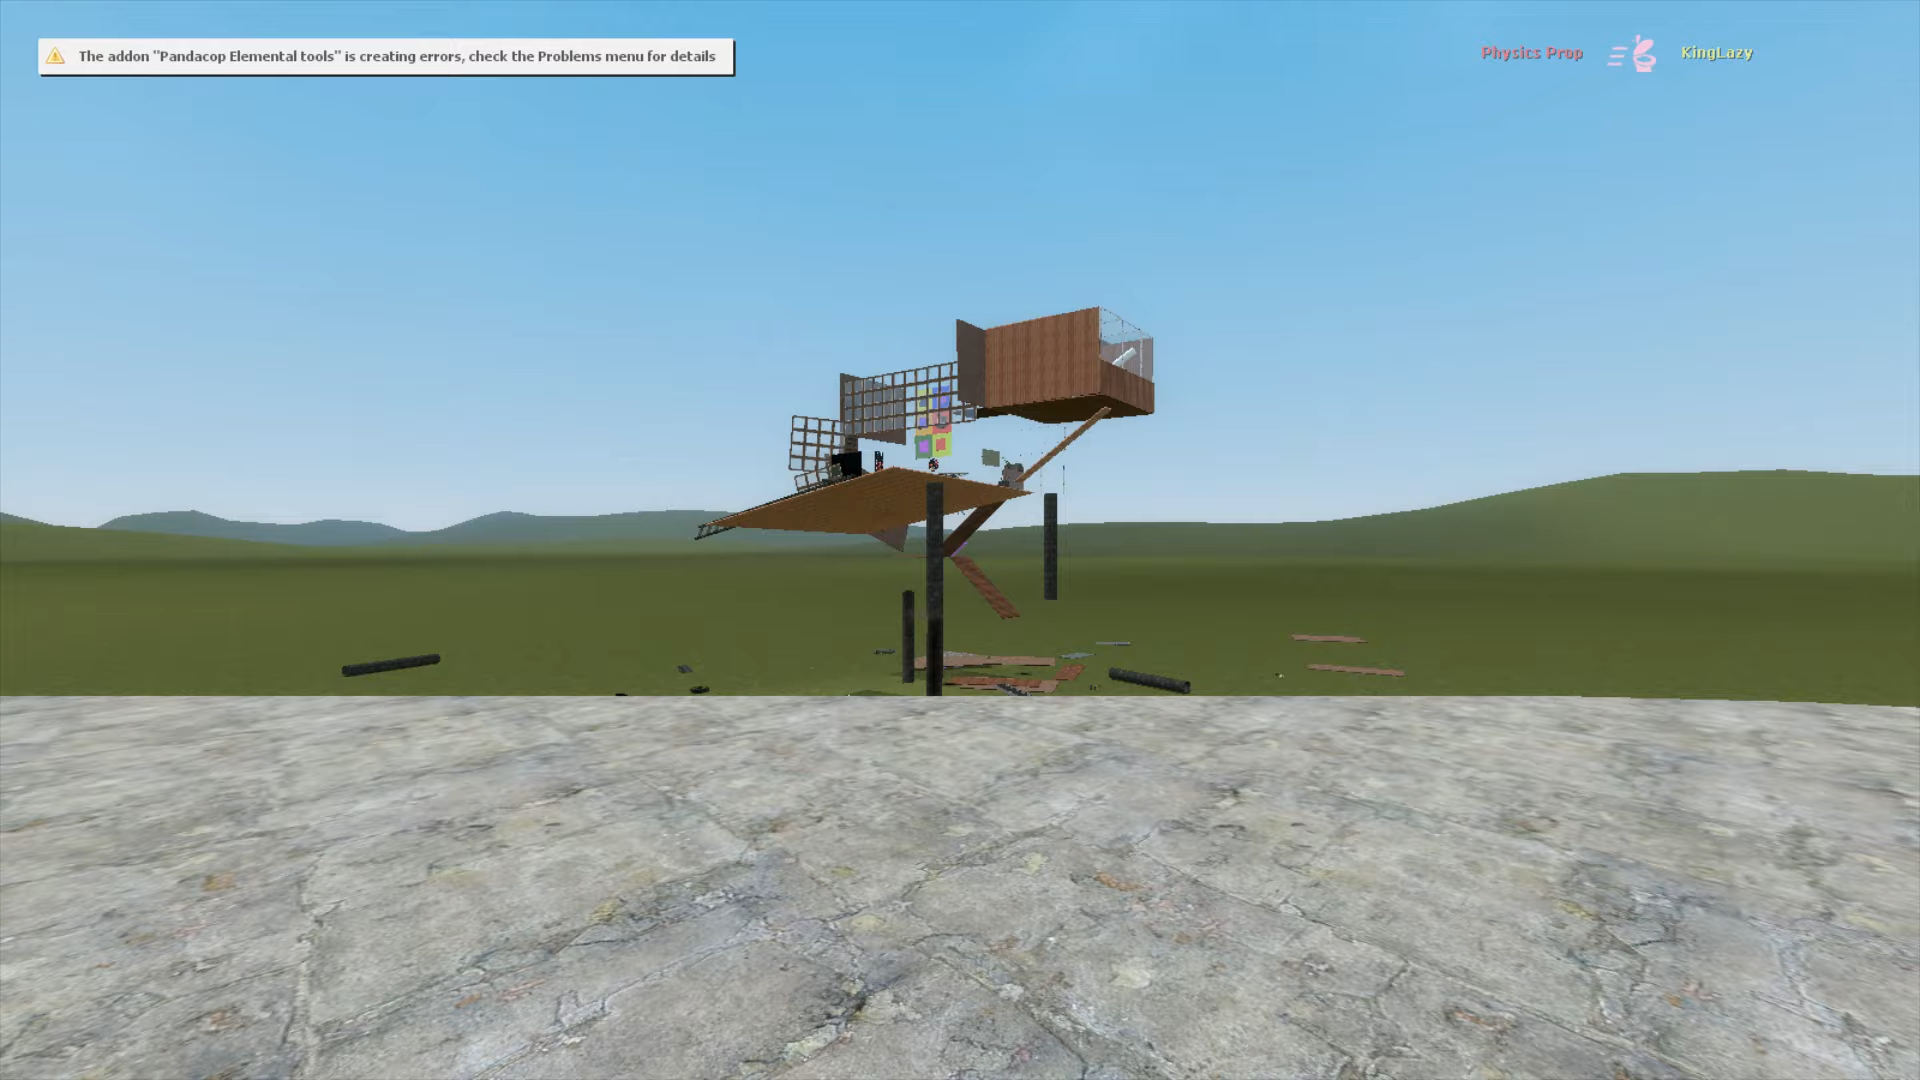 The addon "Pandacop Elemental tools" is creating errors, check the Problems menu for details
Physics Prop KingLazy